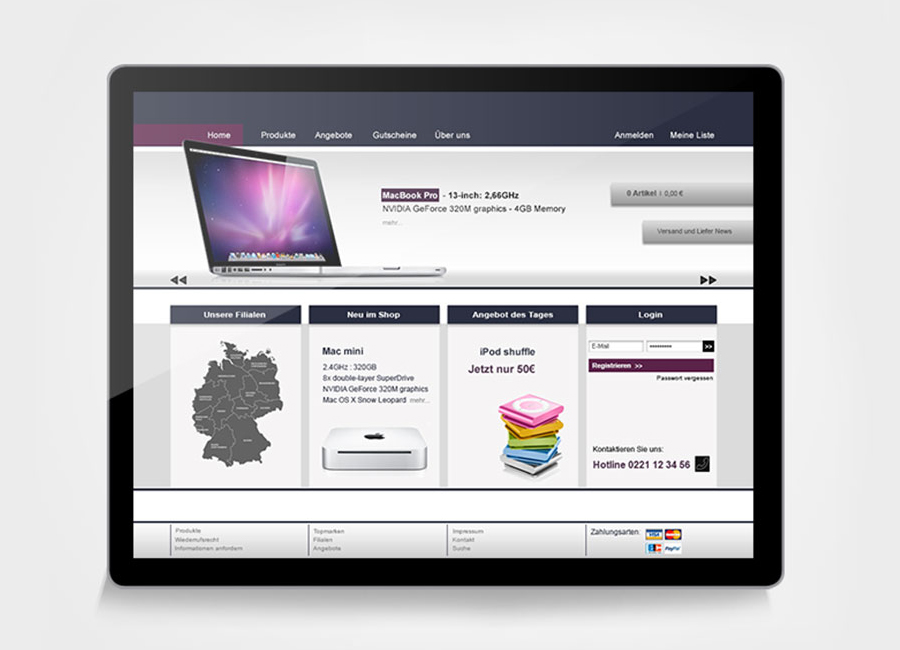 Home Produkte Angebote Gutscheine Über uns Anmelden Meine Liste
MacBook Pro - 13-inch: 2,66GHz
NVIDIA GeForce 320M graphics - 4GB Memory
mehr...
0 Artikel | 0,00 €
Versand und Liefer News
Unsere Filialen
Neu im Shop
Mac mini
2.4GHz : 320GB
8x double-layer SuperDrive
NVIDIA GeForce 320M graphics
Mac OS X Snow Leopard mehr...
Angebot des Tages
iPod shuffle
Jetzt nur 50€
Login
E-Mail
>>
Registrieren >>
Passwort vergessen
Kontaktieren Sie uns:
Hotline 0221 12 34 56
Produkte
Wiederrufsrecht
Informationen anfordern
Topmarken
Filialen
Angebote
Impressum
Kontakt
Suche
Zahlungsarten:
VISA MasterCard
PayPal